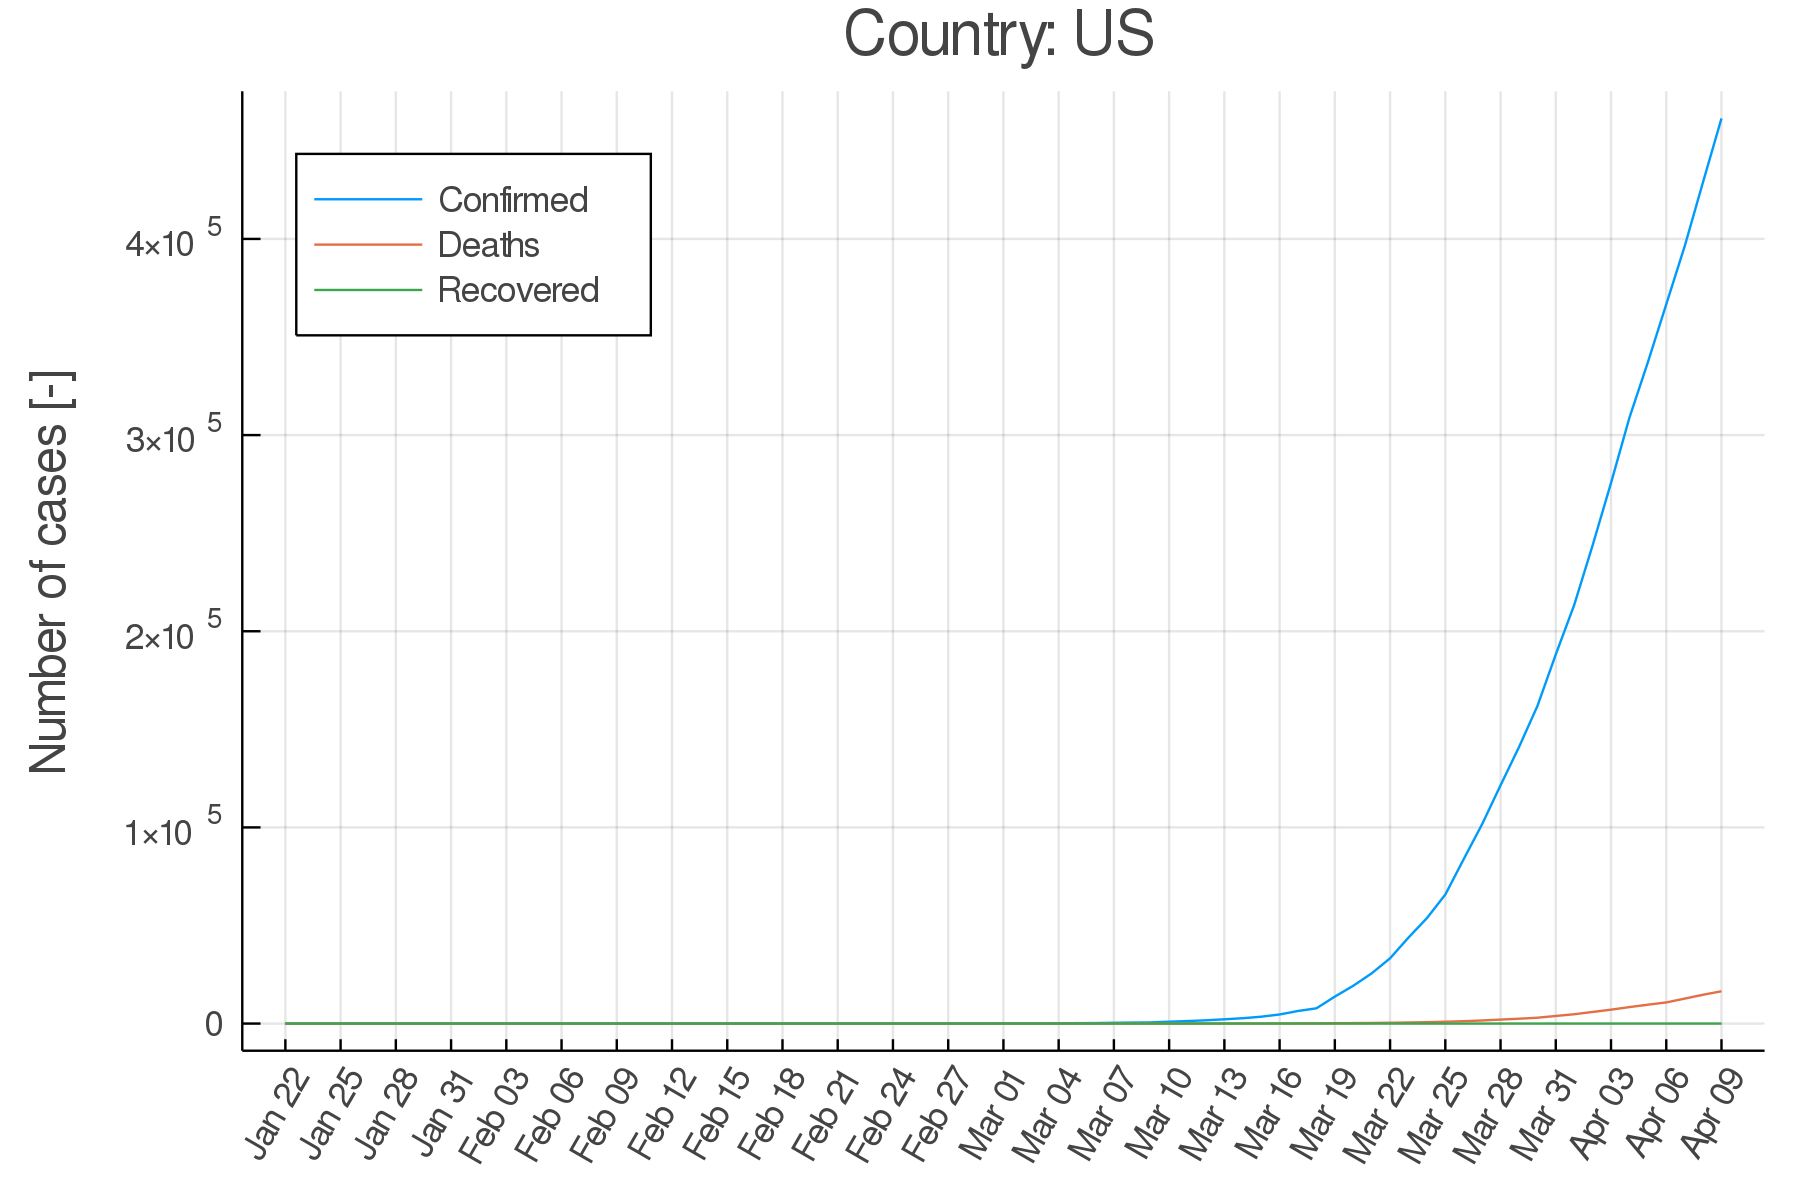 Country: US
Number of cases [-]
Confirmed
Deaths
Recovered
4×10 5
3×10 5
2×10 5
1×10 5
0
Jan 22 Jan 25 Jan 28 Jan 31 Feb 03 Feb 06 Feb 09 Feb 12 Feb 15 Feb 18 Feb 21 Feb 24 Feb 27 Mar 01 Mar 04 Mar 07 Mar 10 Mar 13 Mar 16 Mar 19 Mar 22 Mar 25 Mar 28 Mar 31 Apr 03 Apr 06 Apr 09